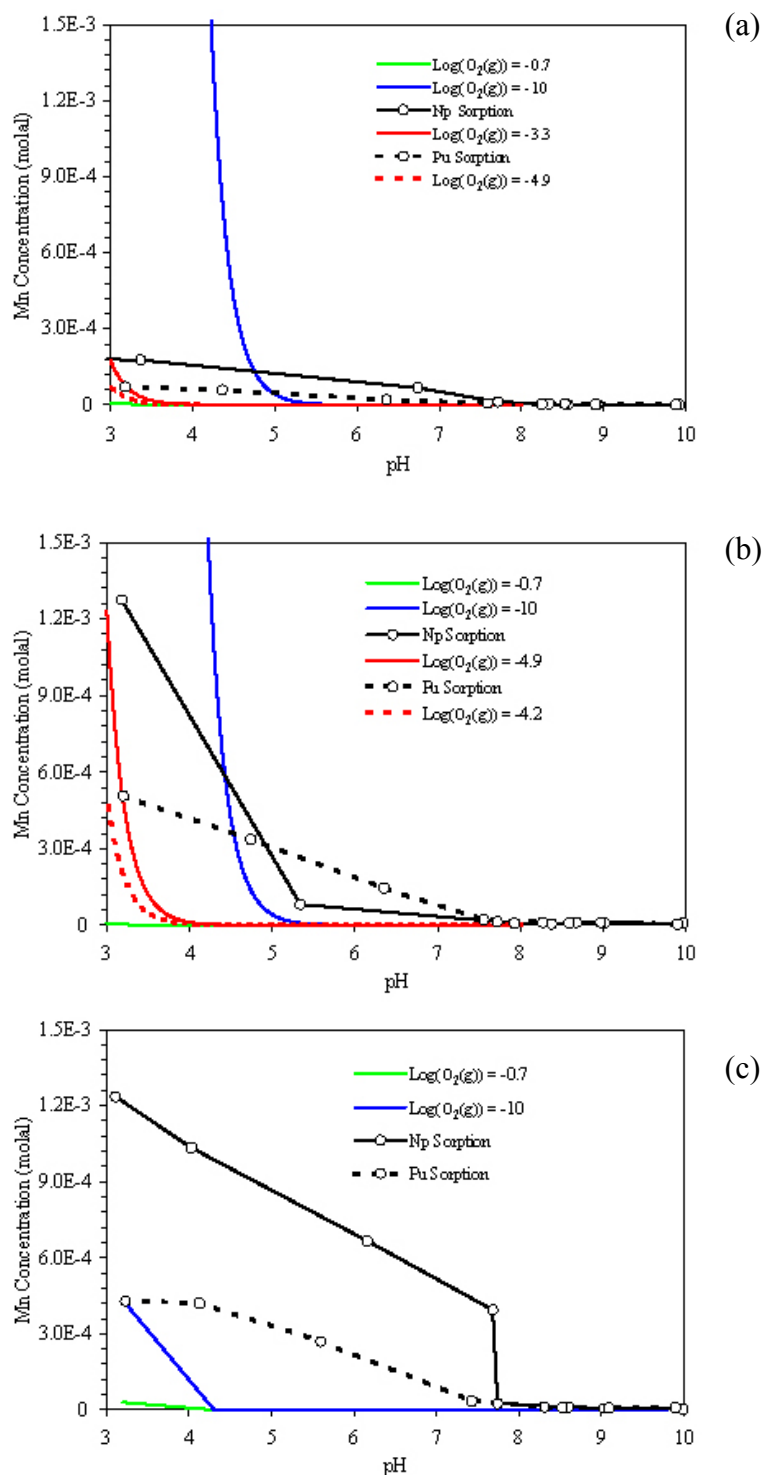 (a)
1.5E-3
1.2E-3
9.0E-4
6.0E-4
3.0E-4
0
Mn Concentration (molal)
Log(O2(g)) = -0.7
Log(O2(g)) = -10
Np Sorption
Log(O2(g)) = -3.3
Pu Sorption
Log(O2(g)) = -4.9
3 4 5 6 7 8 9 10
pH
(b)
1.5E-3
1.2E-3
9.0E-4
6.0E-4
3.0E-4
0
Mn Concentration (molal)
Log(O2(g)) = -0.7
Log(O2(g)) = -10
Np Sorption
Log(O2(g)) = -4.9
Pu Sorption
Log(O2(g)) = -4.2
3 4 5 6 7 8 9 10
pH
(c)
1.5E-3
1.2E-3
9.0E-4
6.0E-4
3.0E-4
0
Mn Concentration (molal)
Log(O2(g)) = -0.7
Log(O2(g)) = -10
Np Sorption
Pu Sorption
3 4 5 6 7 8 9 10
pH